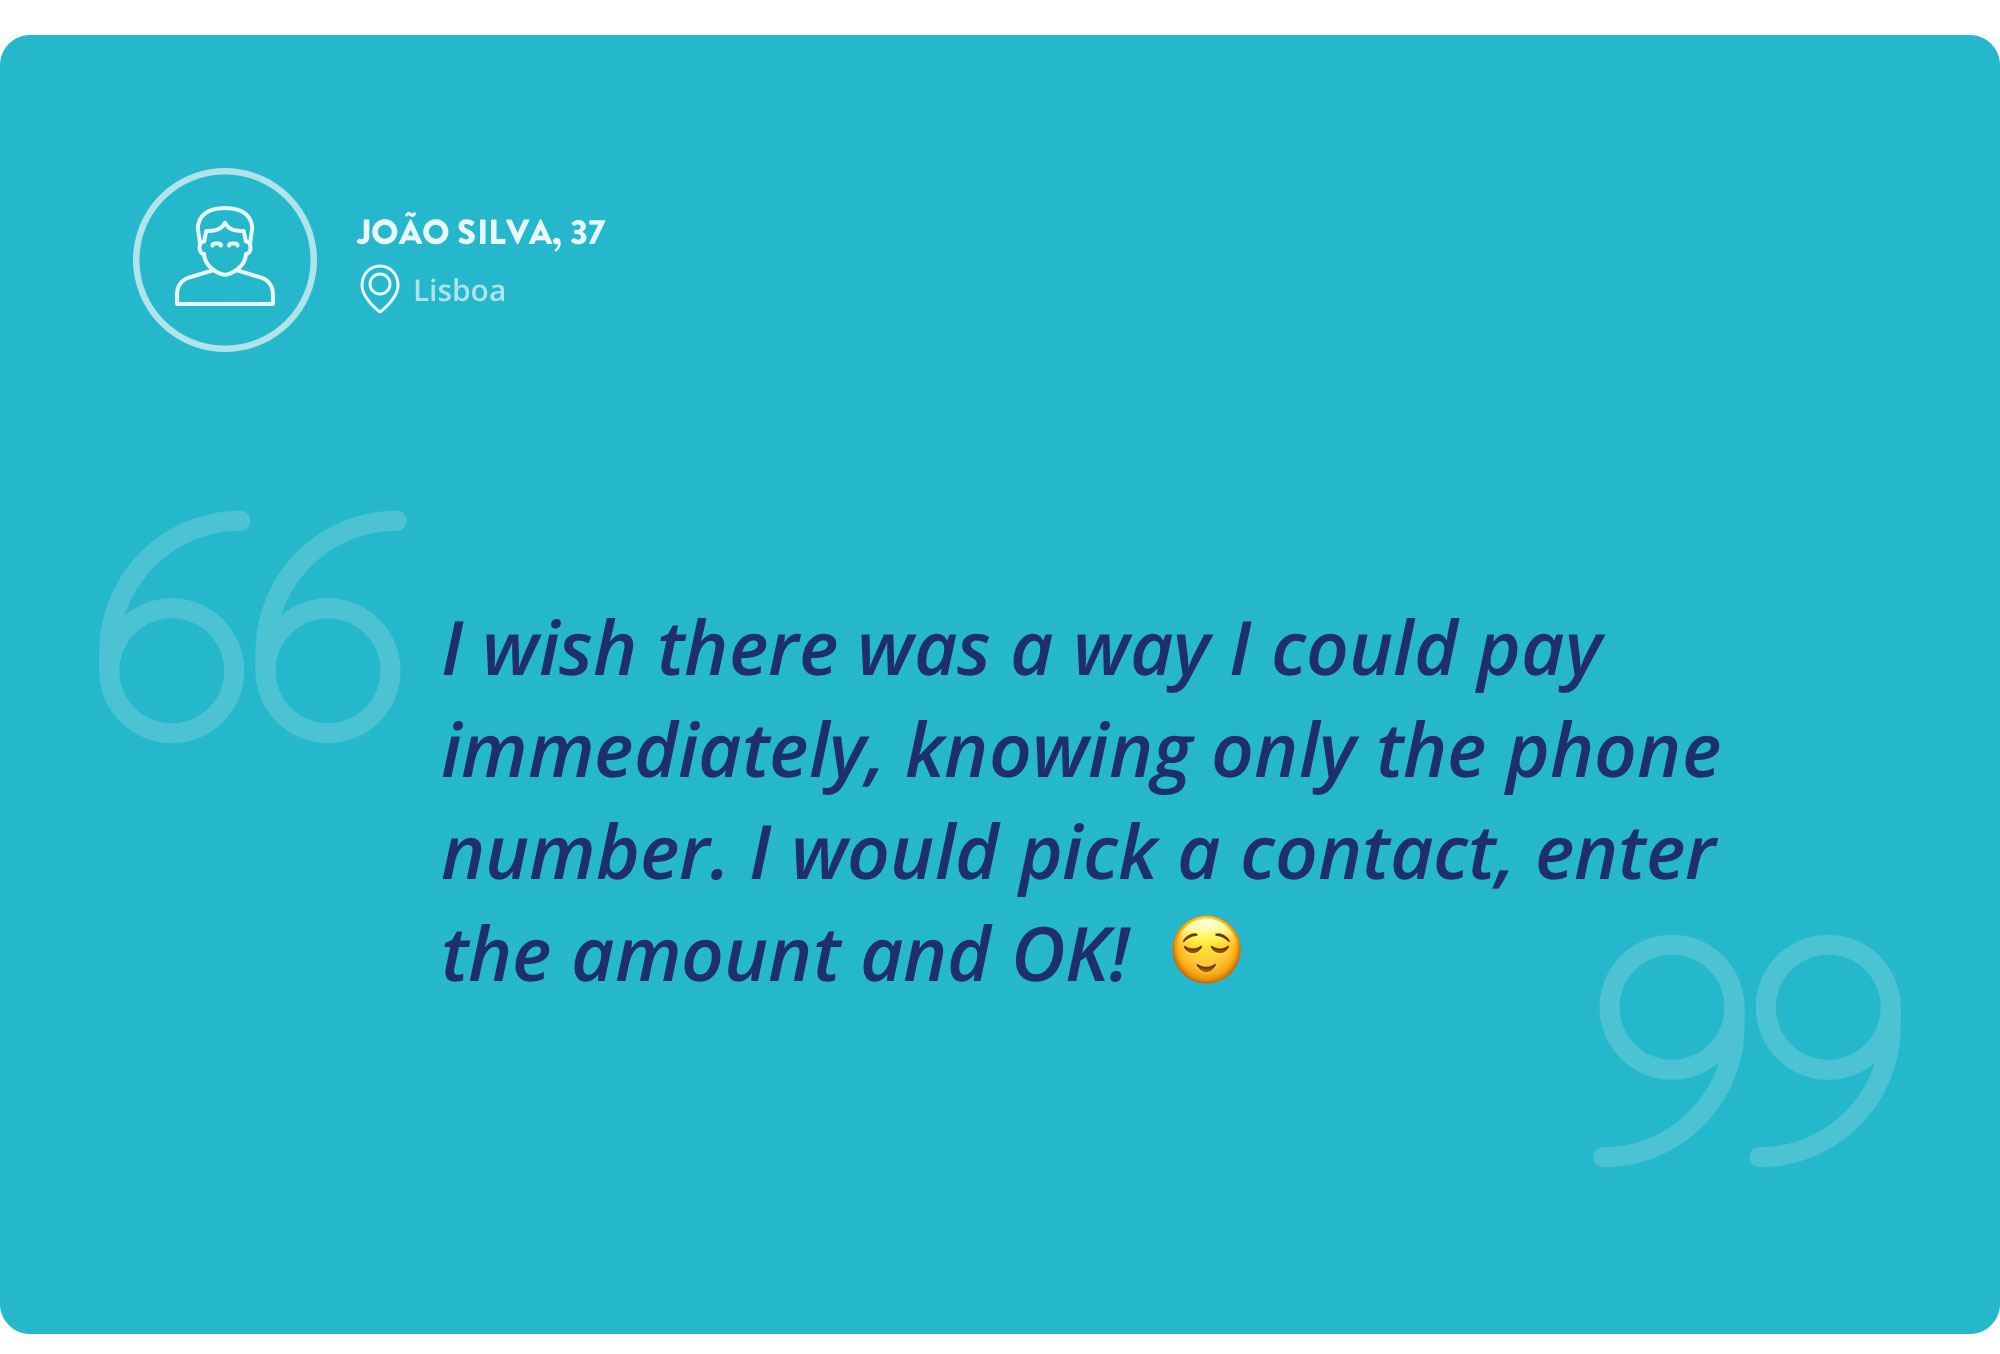 JOÃO SILVA, 37
Lisboa
I wish there was a way I could pay
immediately, knowing only the phone
number. I would pick a contact, enter
the amount and OK! 😌